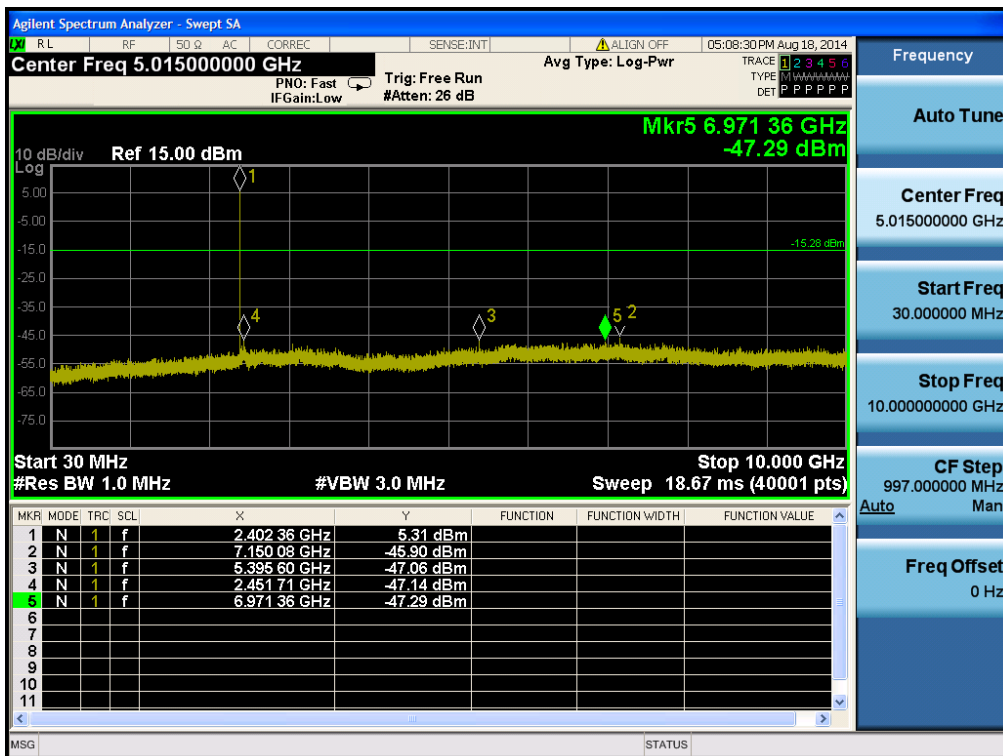 Agilent Spectrum Analyzer - Swept SA
LXI RL RF 50 Ω AC CORREC SENSE:INT ALIGN OFF 05:08:30 PM Aug 18, 2014
Center Freq 5.015000000 GHz
PNO: Fast
IFGain:Low
Trig: Free Run
#Atten: 26 dB
Avg Type: Log-Pwr
TRACE 1 2 3 4 5 6
TYPE M
DET P P P P P P
Mkr5 6.971 36 GHz
-47.29 dBm
10 dB/div Ref 15.00 dBm
Log
5.00
-5.00
-15.0
-25.0
-35.0
-45.0
-55.0
-65.0
-75.0
-15.28 dBm
1
4
3
5 2
Start 30 MHz Stop 10.000 GHz
#Res BW 1.0 MHz #VBW 3.0 MHz Sweep 18.67 ms (40001 pts)
MKR MODE TRC SCL X Y FUNCTION FUNCTION WIDTH FUNCTION VALUE
1 N 1 f 2.402 36 GHz 5.31 dBm
2 N 1 f 7.150 08 GHz -45.90 dBm
3 N 1 f 5.395 60 GHz -47.06 dBm
4 N 1 f 2.451 71 GHz -47.14 dBm
5 N 1 f 6.971 36 GHz -47.29 dBm
6
7
8
9
10
11
MSG STATUS
Frequency
Auto Tune
Center Freq
5.015000000 GHz
Start Freq
30.000000 MHz
Stop Freq
10.000000000 GHz
CF Step
997.000000 MHz
Auto Man
Freq Offset
0 Hz